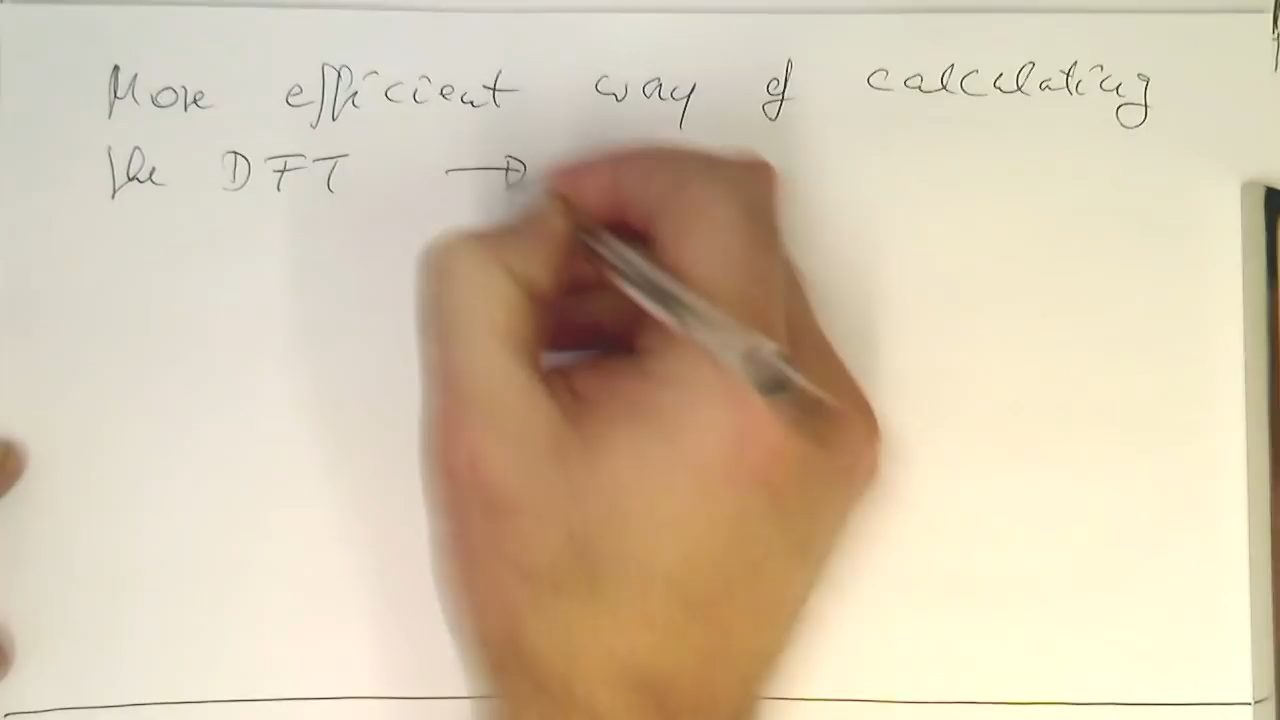 More efficient way of calculating
the DFT →